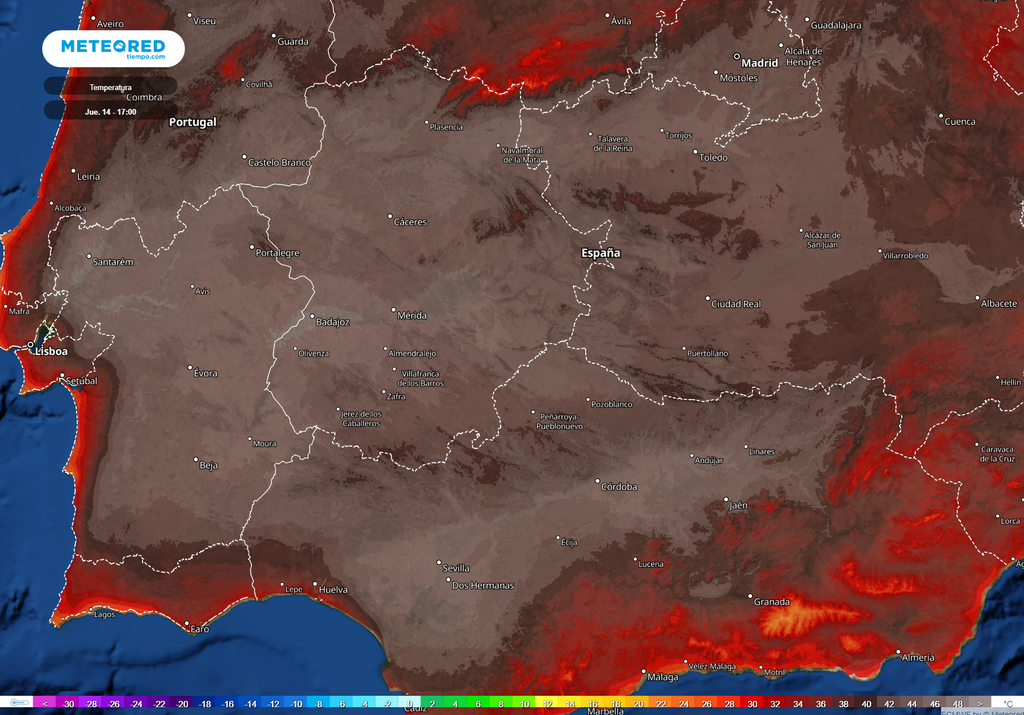 Aveiro
Viseu
Ávila
Guadalajara
METEORED
tiempo.com
Guarda
Alcalá de
Henares
Madrid
Móstoles
Covilhã
Temperatura
Coimbra
Jue. 14 - 17:00
Portugal
Plasencia
Cuenca
Talavera
de la Reina
Torrijos
Navalmoral
de la Mata
Toledo
Castelo Branco
Leiria
Alcobaça
Cáceres
Alcázar de
San Juan
Portalegre
España
Villarrobledo
Santarém
Avis
Ciudad Real
Albacete
Mafra
Mérida
Badajoz
Lisboa
Olivenza
Almendralejo
Puertollano
Évora
Villafranca
de los Barros
Setúbal
Hellín
Zafra
Pozoblanco
Jerez de los
Caballeros
Peñarroya
Pueblonuevo
Moura
Linares
Caravaca
de la Cruz
Beja
Andújar
Córdoba
Jaén
Lorca
Écija
Sevilla
Lucena
Dos Hermanas
Lepe
Huelva
Granada
Lagos
Faro
Almería
Vélez Málaga
Motril
Málaga
< -30 -28 -26 -24 -22 -20 -18 -16 -14 -12 -10 -8 -6 -4 -2 0 2 4 6 8 10 12 14 16 18 20 22 24 26 28 30 32 34 36 38 40 42 44 46 48 > °C
Cádiz
Marbella
ECMWF by © Meteored